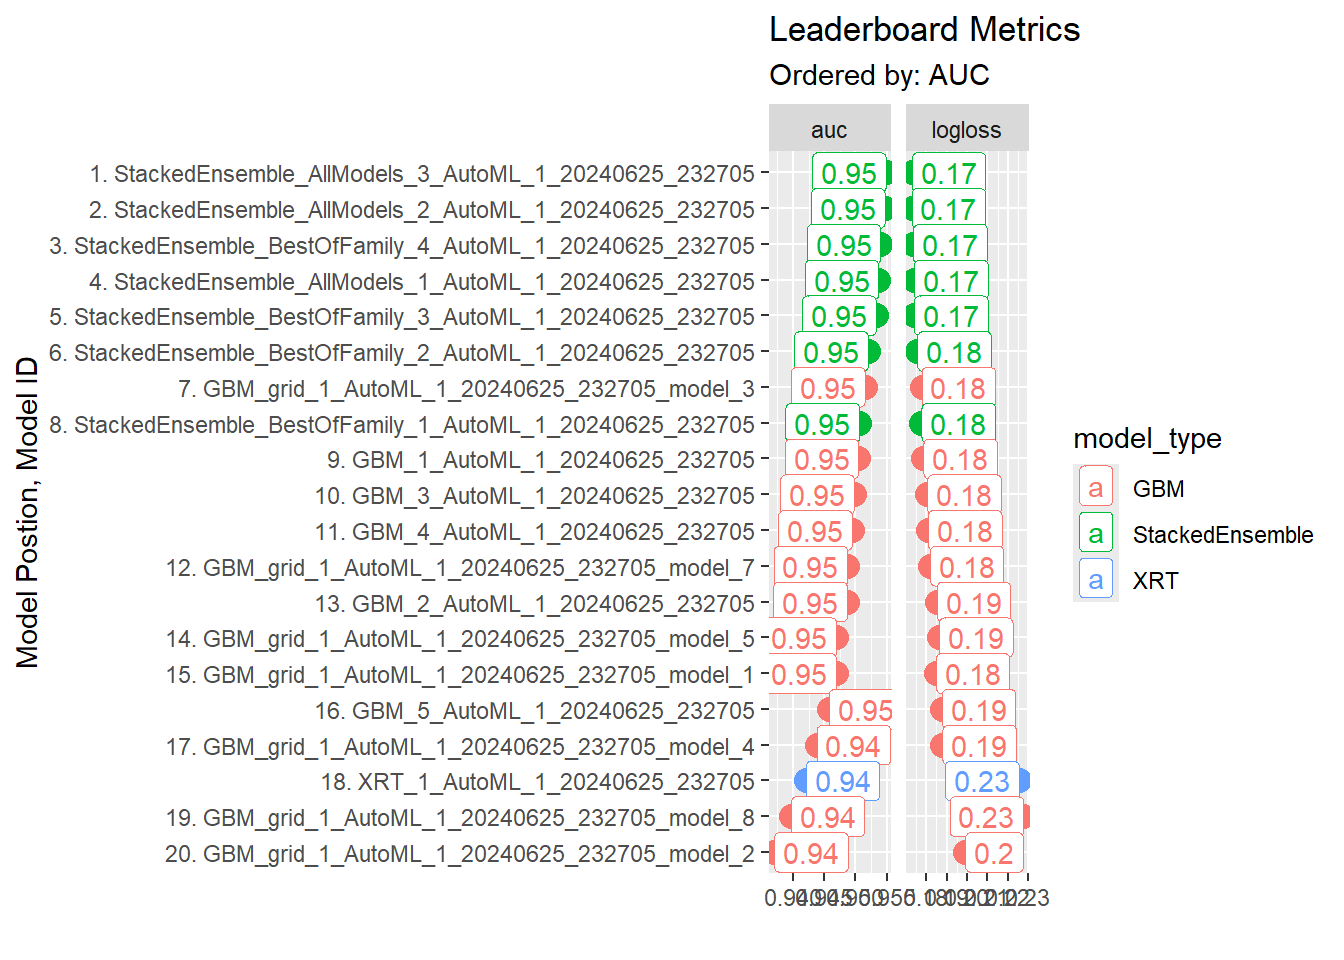 Leaderboard Metrics
Ordered by: AUC
auc logloss
1. StackedEnsemble_AllModels_3_AutoML_1_20240625_232705 0.95 0.17
2. StackedEnsemble_AllModels_2_AutoML_1_20240625_232705 0.95 0.17
3. StackedEnsemble_BestOfFamily_4_AutoML_1_20240625_232705 0.95 0.17
4. StackedEnsemble_AllModels_1_AutoML_1_20240625_232705 0.95 0.17
5. StackedEnsemble_BestOfFamily_3_AutoML_1_20240625_232705 0.95 0.17
6. StackedEnsemble_BestOfFamily_2_AutoML_1_20240625_232705 0.95 0.18
7. GBM_grid_1_AutoML_1_20240625_232705_model_3 0.95 0.18
8. StackedEnsemble_BestOfFamily_1_AutoML_1_20240625_232705 0.95 0.18
9. GBM_1_AutoML_1_20240625_232705 0.95 0.18
10. GBM_3_AutoML_1_20240625_232705 0.95 0.18
11. GBM_4_AutoML_1_20240625_232705 0.95 0.18
12. GBM_grid_1_AutoML_1_20240625_232705_model_7 0.95 0.18
13. GBM_2_AutoML_1_20240625_232705 0.95 0.19
14. GBM_grid_1_AutoML_1_20240625_232705_model_5 0.95 0.19
15. GBM_grid_1_AutoML_1_20240625_232705_model_1 0.95 0.18
16. GBM_5_AutoML_1_20240625_232705 0.95 0.19
17. GBM_grid_1_AutoML_1_20240625_232705_model_4 0.94 0.19
18. XRT_1_AutoML_1_20240625_232705 0.94 0.23
19. GBM_grid_1_AutoML_1_20240625_232705_model_8 0.94 0.23
20. GBM_grid_1_AutoML_1_20240625_232705_model_2 0.94 0.2
Model Postion, Model ID
model_type
a GBM
a StackedEnsemble
a XRT